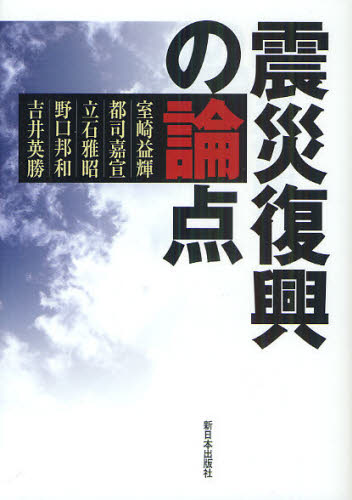 震災復興
の論点
室崎益輝
都司嘉宣
立石雅昭
野口邦和
吉井英勝
新日本出版社